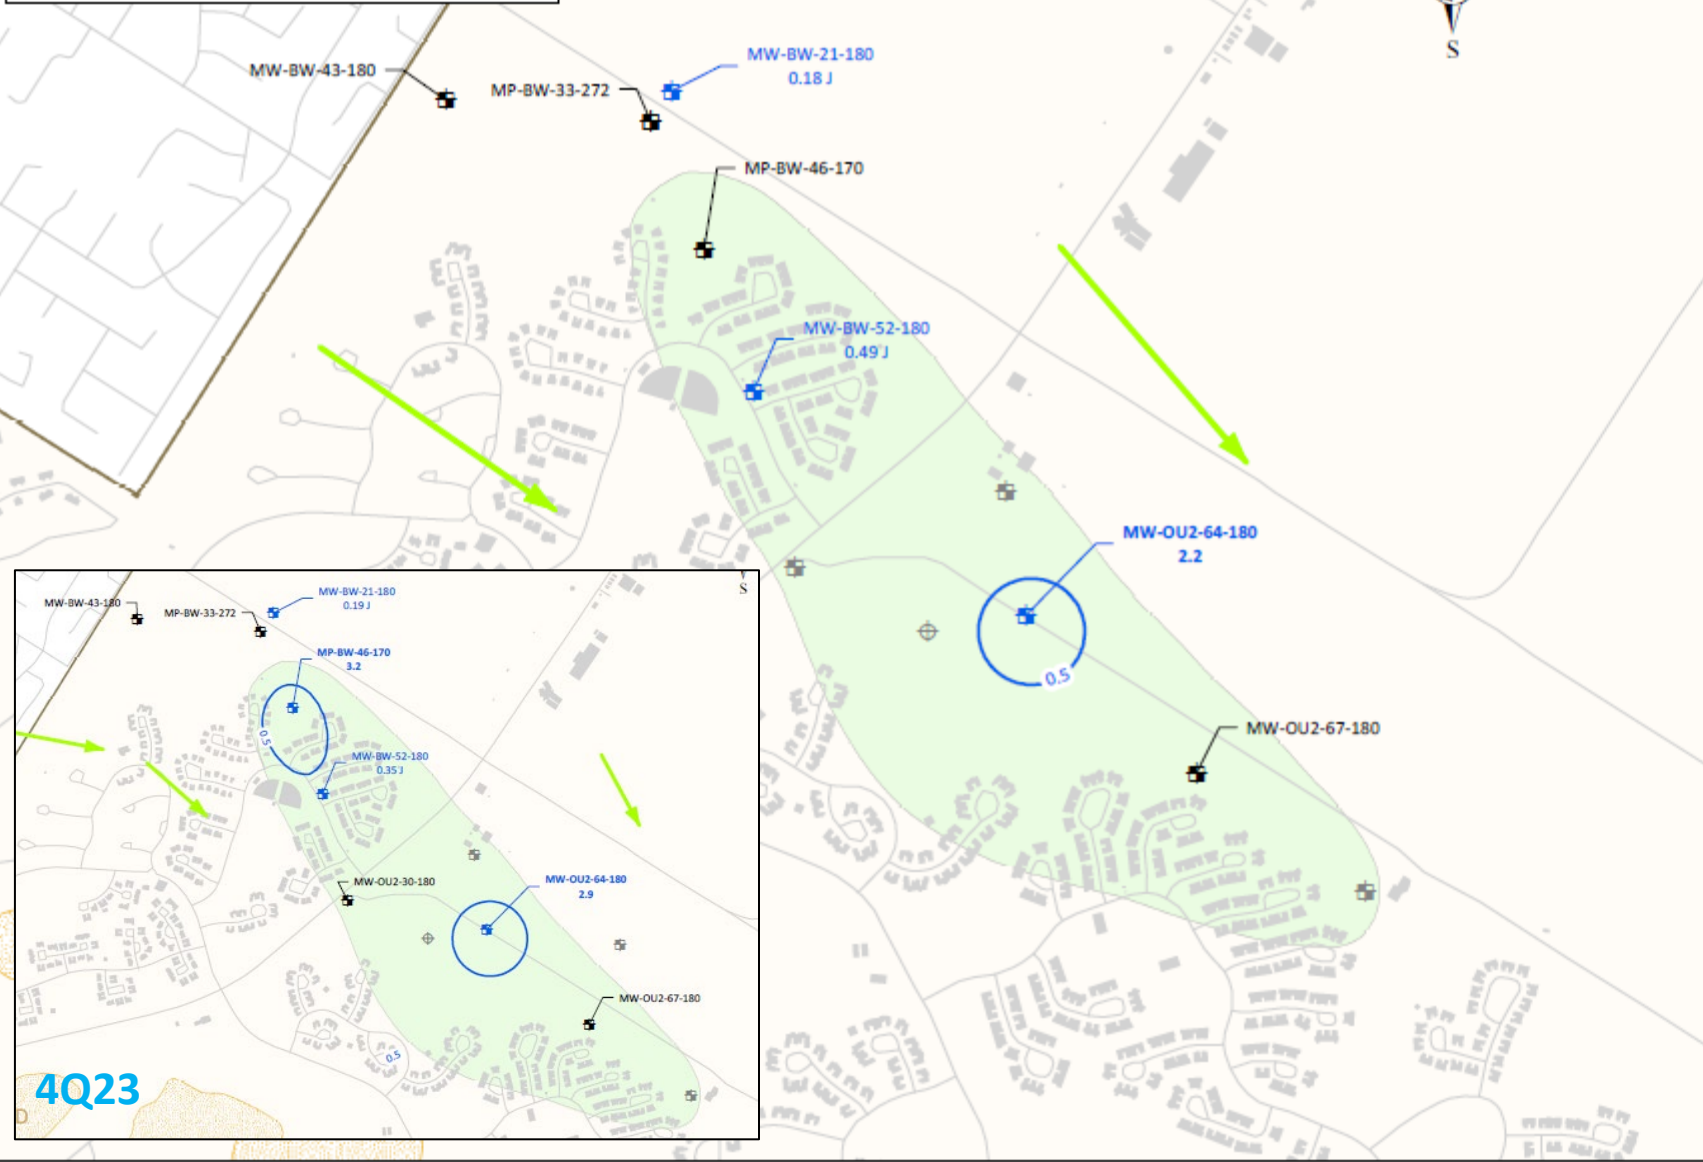 S
MW-BW-43-180
MP-BW-33-272
MW-BW-21-180
0.18 J
MP-BW-46-170
MW-BW-52-180
0.49 J
MW-OU2-64-180
2.2
0.5
MW-OU2-67-180
S
MW-BW-43-180
MP-BW-33-272
MW-BW-21-180
0.19 J
MP-BW-46-170
3.2
0.5
MW-BW-52-180
0.35 J
MW-OU2-30-180
MW-OU2-64-180
2.9
MW-OU2-67-180
0.5
4Q23
D